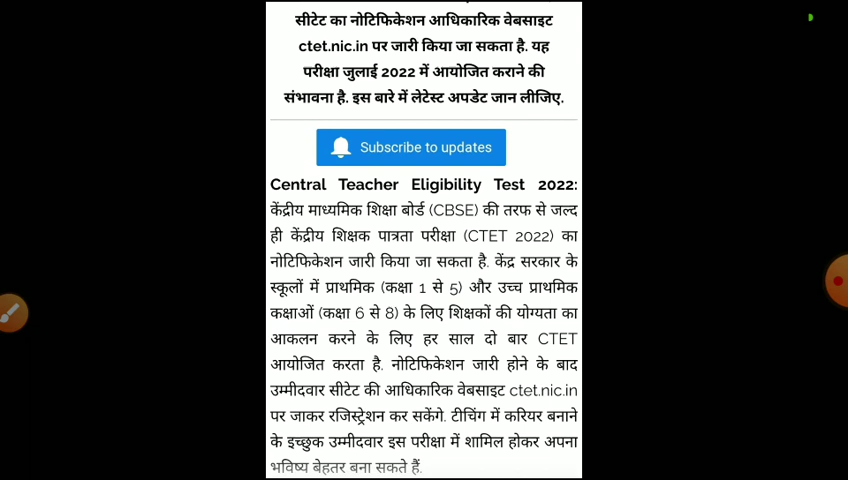 सीटेट का नोटिफिकेशन आधिकारिक वेबसाइट
ctet.nic.in पर जारी किया जा सकता है. यह
परीक्षा जुलाई 2022 में आयोजित कराने की
संभावना है. इस बारे में लेटेस्ट अपडेट जान लीजिए.
Subscribe to updates
Central Teacher Eligibility Test 2022:
केंद्रीय माध्यमिक शिक्षा बोर्ड (CBSE) की तरफ से जल्द
ही केंद्रीय शिक्षक पात्रता परीक्षा (CTET 2022) का
नोटिफिकेशन जारी किया जा सकता है. केंद्र सरकार के
स्कूलों में प्राथमिक (कक्षा 1 से 5) और उच्च प्राथमिक
कक्षाओं (कक्षा 6 से 8) के लिए शिक्षकों की योग्यता का
आकलन करने के लिए हर साल दो बार CTET
आयोजित करता है. नोटिफिकेशन जारी होने के बाद
उम्मीदवार सीटेट की आधिकारिक वेबसाइट ctet.nic.in
पर जाकर रजिस्ट्रेशन कर सकेंगे. टीचिंग में करियर बनाने
के इच्छुक उम्मीदवार इस परीक्षा में शामिल होकर अपना
भविष्य बेहतर बना सकते हैं.